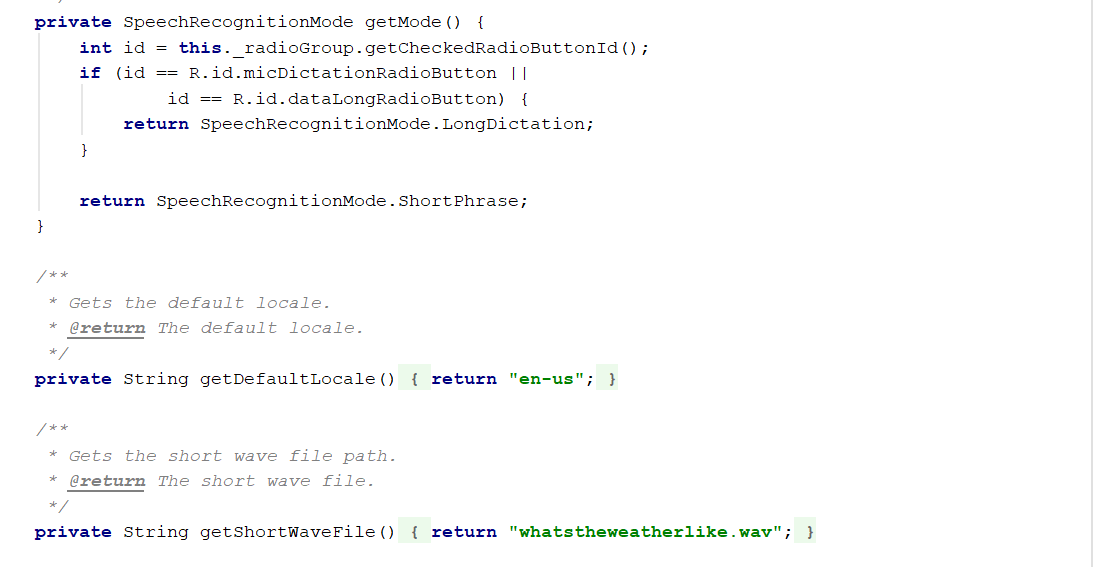 private SpeechRecognitionMode getMode() {
    int id = this._radioGroup.getCheckedRadioButtonId();
    if (id == R.id.micDictationRadioButton ||
            id == R.id.dataLongRadioButton) {
        return SpeechRecognitionMode.LongDictation;
    }

    return SpeechRecognitionMode.ShortPhrase;
}

/**
 * Gets the default locale.
 * @return The default locale.
 */
private String getDefaultLocale() { return "en-us"; }

/**
 * Gets the short wave file path.
 * @return The short wave file.
 */
private String getShortWaveFile() { return "whatstheweatherlike.wav"; }